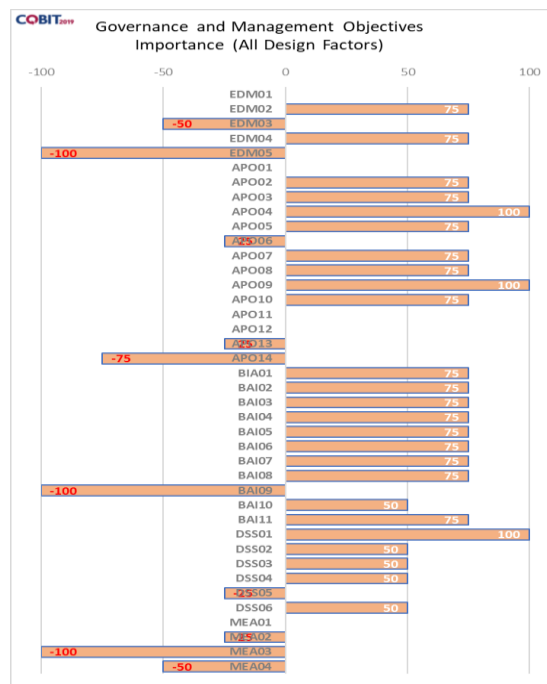 COBIT 2019
Governance and Management Objectives
Importance (All Design Factors)
-100 -50 0 50 100
EDM01
EDM02 75
-50 EDM03
EDM04 75
-100 EDM05
APO01
APO02 75
APO03 75
APO04 100
APO05 75
-25 APO06
APO07 75
APO08 75
APO09 100
APO10 75
APO11
APO12
-25 APO13
-75 APO14
BIA01 75
BAI02 75
BAI03 75
BAI04 75
BAI05 75
BAI06 75
BAI07 75
BAI08 75
-100 BAI09
BAI10 50
BAI11 75
DSS01 100
DSS02 50
DSS03 50
DSS04 50
-25 DSS05
DSS06 50
MEA01
-25 MEA02
-100 MEA03
-50 MEA04